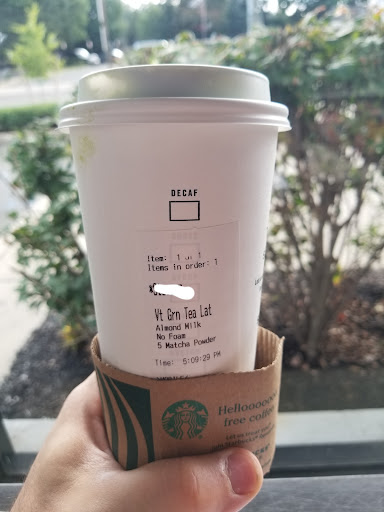 DECAF
Item: 1 of 1
Items in order: 1
Vt Grn Tea Lat
Almond Milk
No Foam
5 Matcha Powder
Time: 5:09:29 PM
Hellooooooo
free coffee